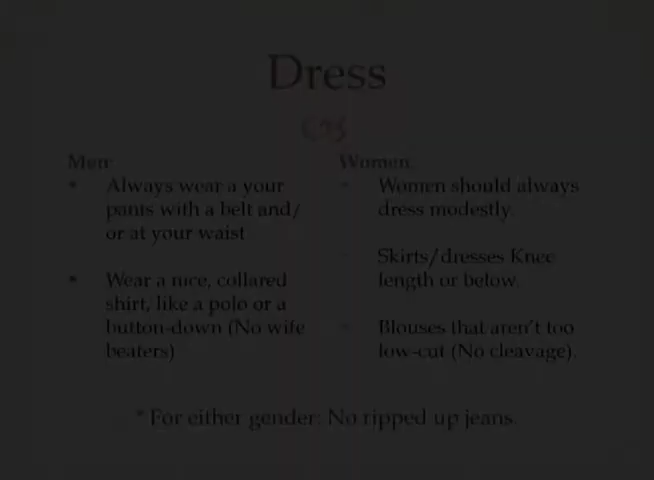 Dress
Men
• Always wear a your
pants with a belt and/
or at your waist
• Wear a nice, collared
shirt, like a polo or a
button-down (No wife
beaters)
Women
• Women should always
dress modestly.
• Skirts/dresses Knee
length or below.
• Blouses that aren't too
low-cut (No cleavage).
* For either gender: No ripped up jeans.